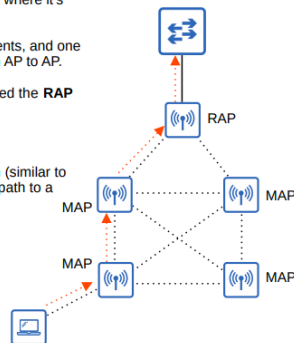 where it's
ents, and one
AP to AP.
ed the RAP
RAP
(similar to
path to a
MAP
MAP
MAP
MAP